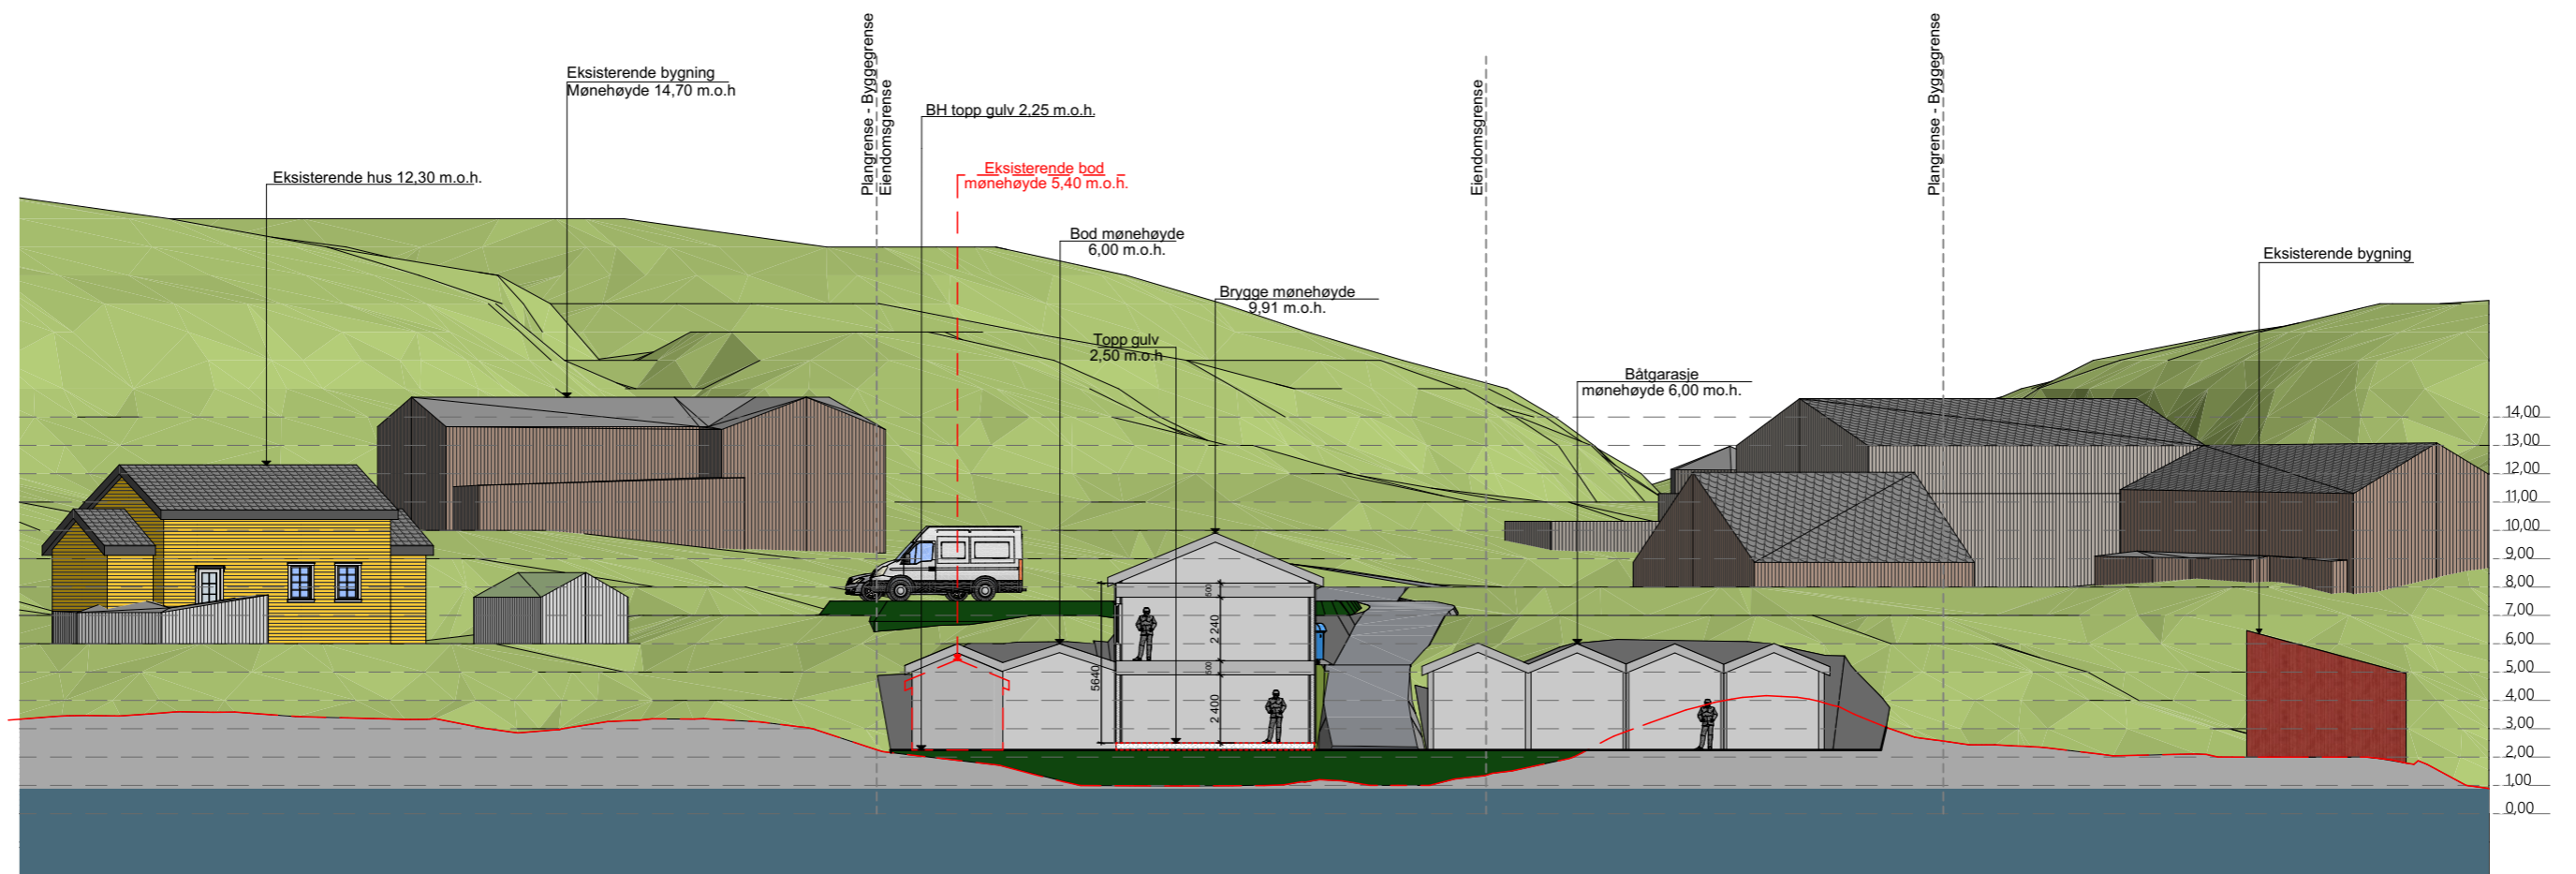 Eksisterende bygning
Mønehøyde 14,70 m.o.h
Plangrense - Byggegrense
Eiendomsgrense
BH topp gulv 2,25 m.o.h.
Eiendomsgrense
Plangrense - Byggegrense
Eksisterende hus 12,30 m.o.h.
Eksisterende bod
mønehøyde 5,40 m.o.h.
Bod mønehøyde
6,00 m.o.h.
Eksisterende bygning
Brygge mønehøyde
9,91 m.o.h.
Topp gulv
2,50 m.o.h
Båtgarasje
mønehøyde 6,00 mo.h.
14,00
13,00
12,00
11,00
10,00
9,00
8,00
7,00
6,00
5,00
4,00
3,00
2,00
1,00
0,00
500
2 240
500
2 400
5640